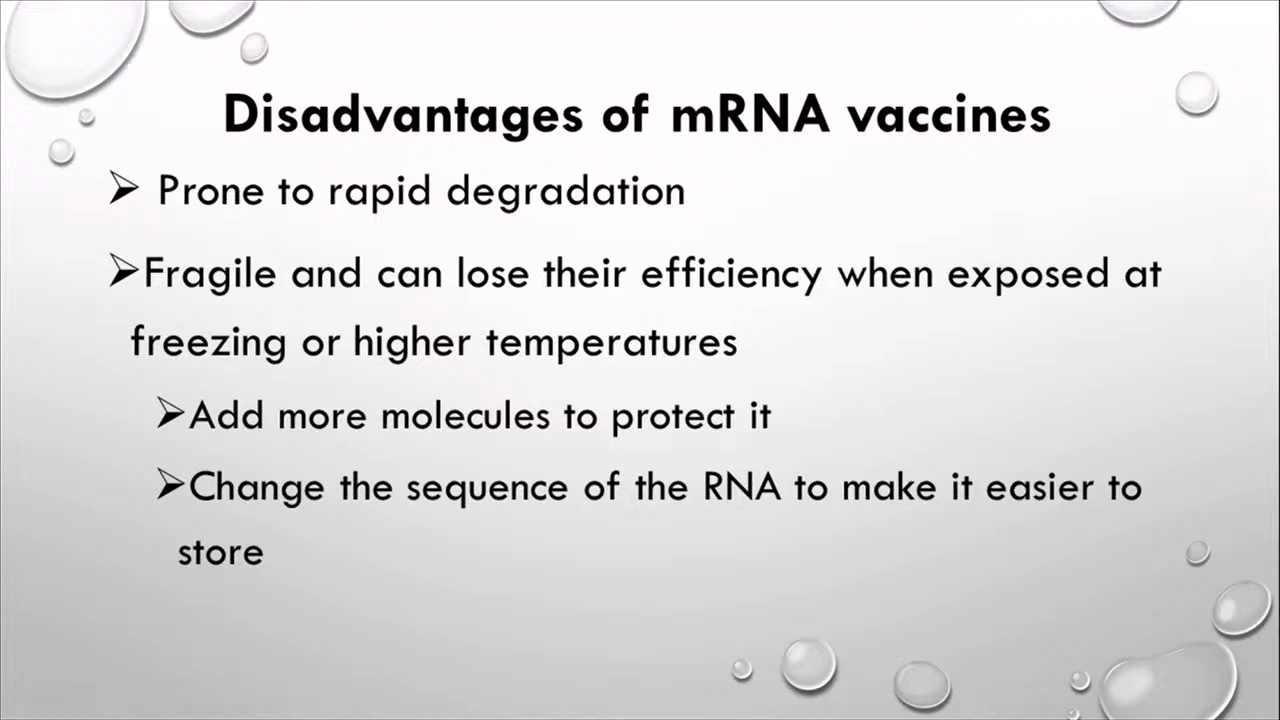 Disadvantages of mRNA vaccines
➢ Prone to rapid degradation
➢Fragile and can lose their efficiency when exposed at
freezing or higher temperatures
➢Add more molecules to protect it
➢Change the sequence of the RNA to make it easier to
store